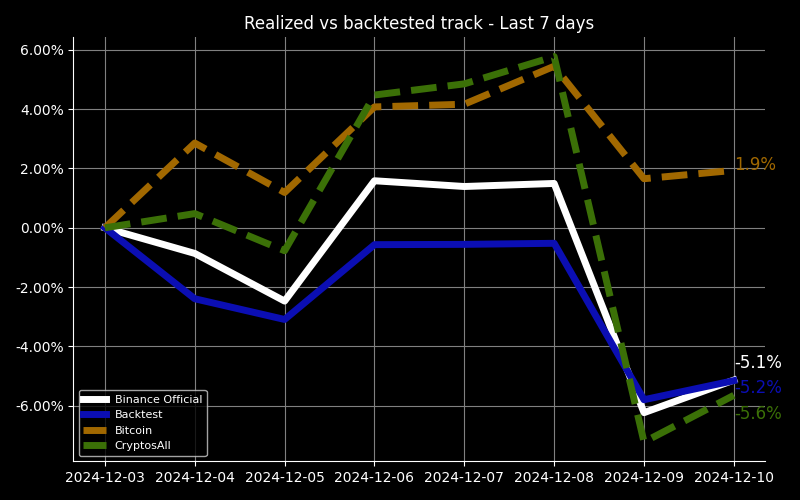 Realized vs backtested track - Last 7 days
6.00%
4.00%
2.00%
0.00%
-2.00%
-4.00%
-6.00%
1.9%
-5.1%
-5.2%
-5.6%
Binance Official
Backtest
Bitcoin
CryptosAll
2024-12-03 2024-12-04 2024-12-05 2024-12-06 2024-12-07 2024-12-08 2024-12-09 2024-12-10